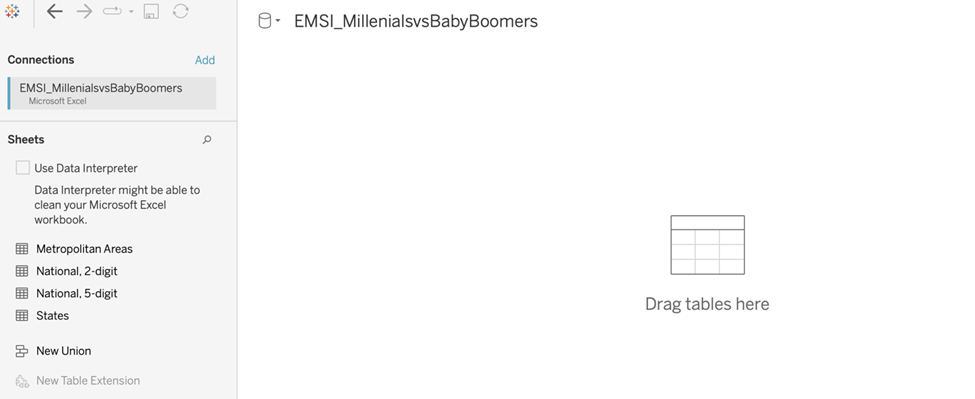 EMSI_MillenialsvsBabyBoomers
Connections Add
EMSI_MillenialsvsBabyBoomers
Microsoft Excel
Sheets
Use Data Interpreter
Data Interpreter might be able to
clean your Microsoft Excel
workbook.
Metropolitan Areas
National, 2-digit
National, 5-digit
States
New Union
New Table Extension
Drag tables here